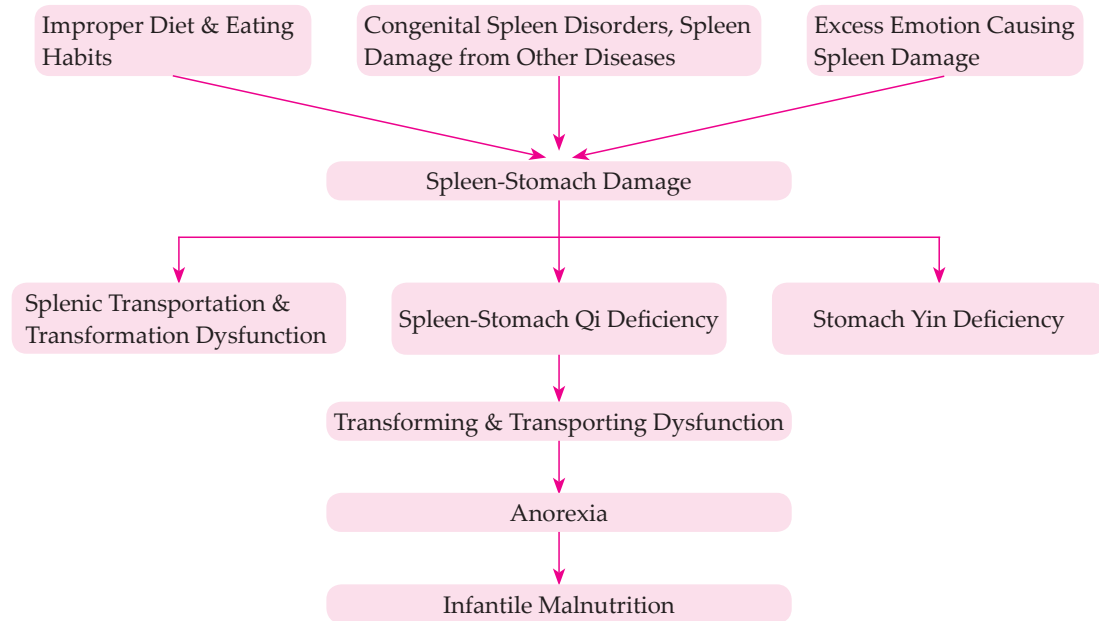 Improper Diet & Eating
Habits
Congenital Spleen Disorders, Spleen
Damage from Other Diseases
Excess Emotion Causing
Spleen Damage
Spleen-Stomach Damage
Splenic Transportation &
Transformation Dysfunction
Spleen-Stomach Qi Deficiency
Stomach Yin Deficiency
Transforming & Transporting Dysfunction
Anorexia
Infantile Malnutrition